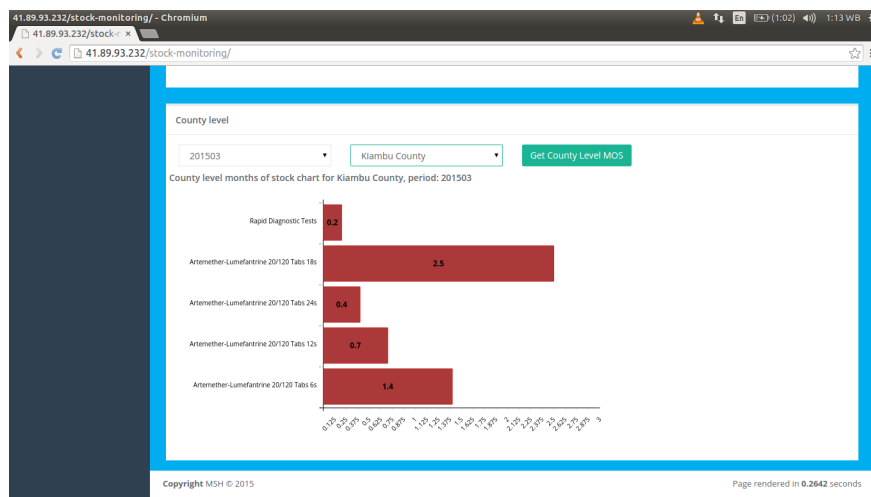 41.89.93.232/stock-monitoring/ - Chromium
En (1:02) 1:13 WB
41.89.93.232/stock-r ×
41.89.93.232/stock-monitoring/
County level
201503 Kiambu County Get County Level MOS
County level months of stock chart for Kiambu County, period: 201503
Rapid Diagnostic Tests 0.2
Artemether-Lumefantrine 20/120 Tabs 18s 2.5
Artemether-Lumefantrine 20/120 Tabs 24s 0.4
Artemether-Lumefantrine 20/120 Tabs 12s 0.7
Artemether-Lumefantrine 20/120 Tabs 6s 1.4
0.125 0.25 0.375 0.5 0.625 0.75 0.875 1 1.125 1.25 1.375 1.5 1.625 1.75 1.875 2 2.125 2.25 2.375 2.5 2.625 2.75 2.875 3
Copyright MSH © 2015 Page rendered in 0.2642 seconds